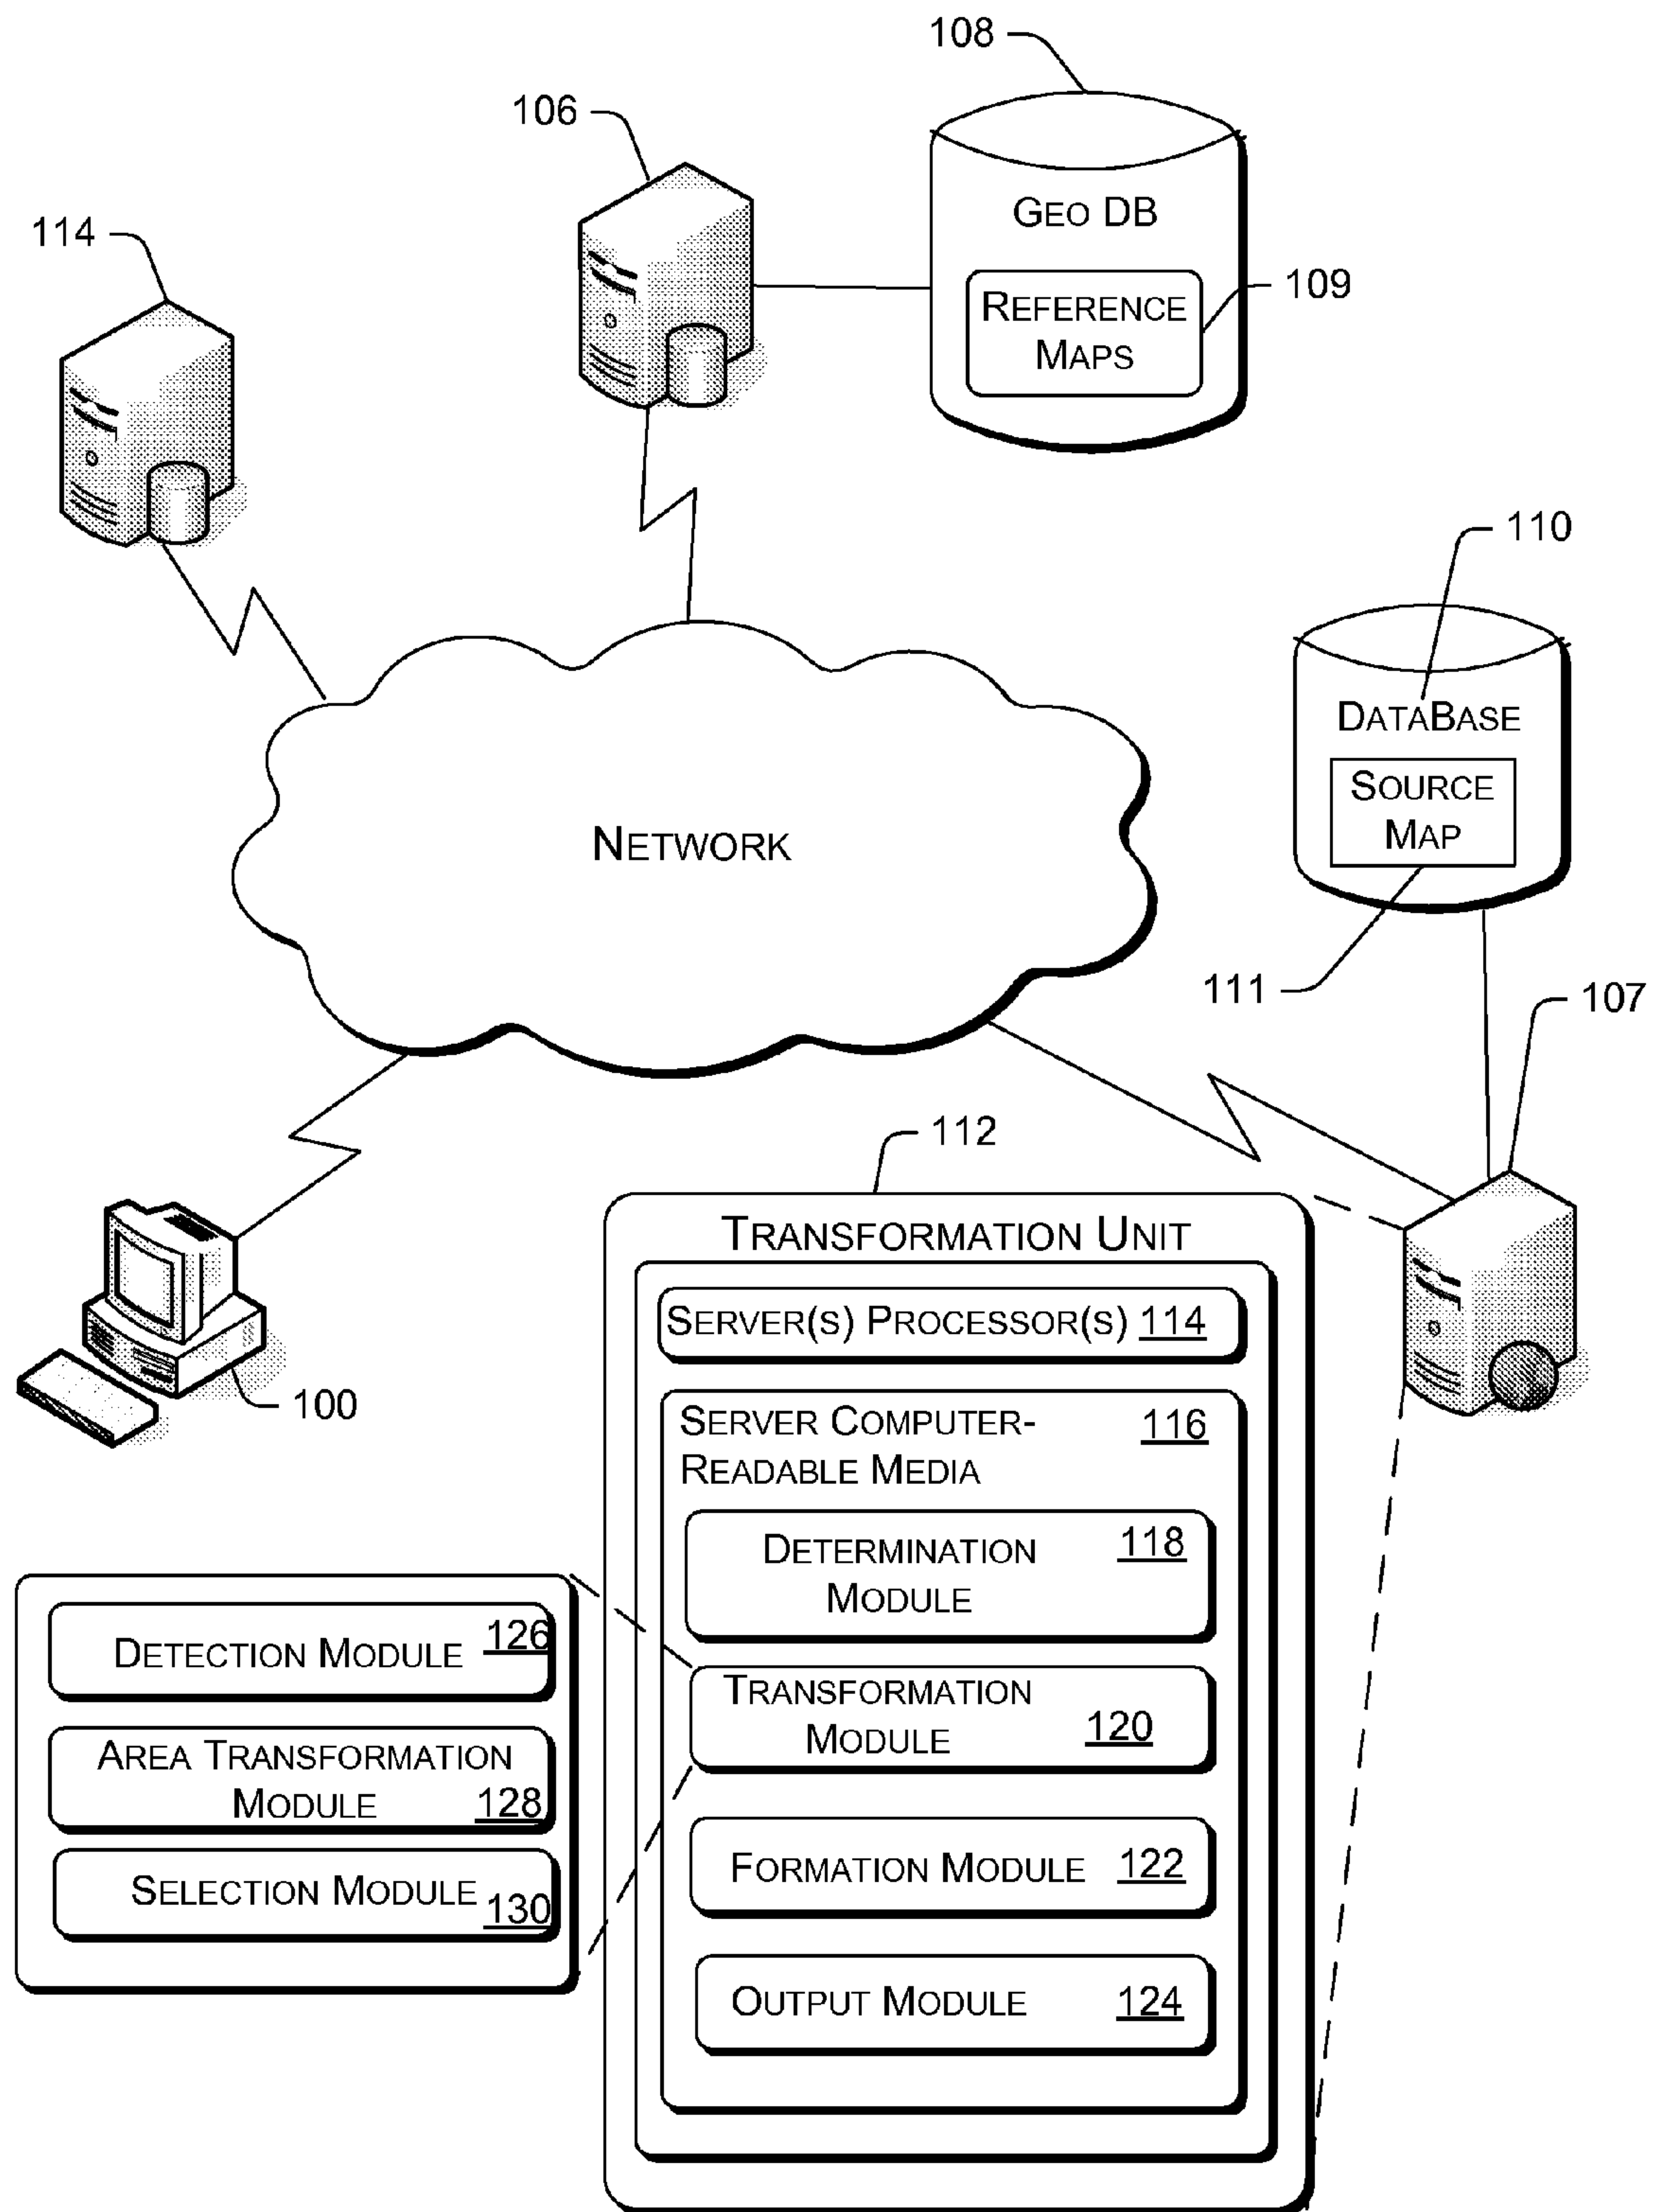 108
106
GEO DB
114
REFERENCE
MAPS
109
110
DATABASE
SOURCE
MAP
NETWORK
111
107
112
TRANSFORMATION UNIT
SERVER(S) PROCESSOR(S) 114
100
SERVER COMPUTER- 116
READABLE MEDIA
DETERMINATION 118
MODULE
DETECTION MODULE 126
TRANSFORMATION
MODULE 120
AREA TRANSFORMATION
MODULE 128
FORMATION MODULE 122
SELECTION MODULE 130
OUTPUT MODULE 124